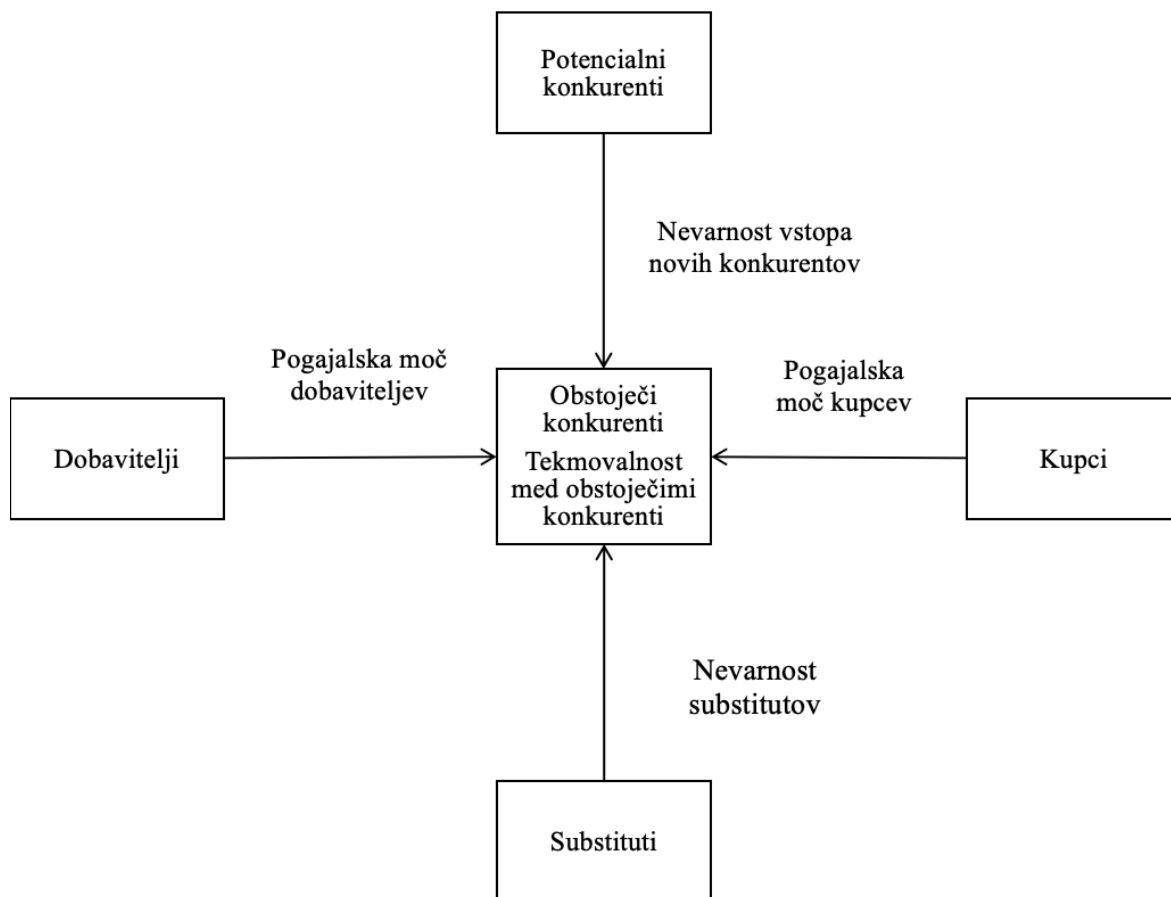 Potencialni
konkurenti
Nevarnost vstopa
novih konkurentov
Pogajalska moč
dobaviteljev
Pogajalska
moč kupcev
Dobavitelji
Obstoječi
konkurenti
Tekmovalnost
med obstoječimi
konkurenti
Kupci
Nevarnost
substitutov
Substituti